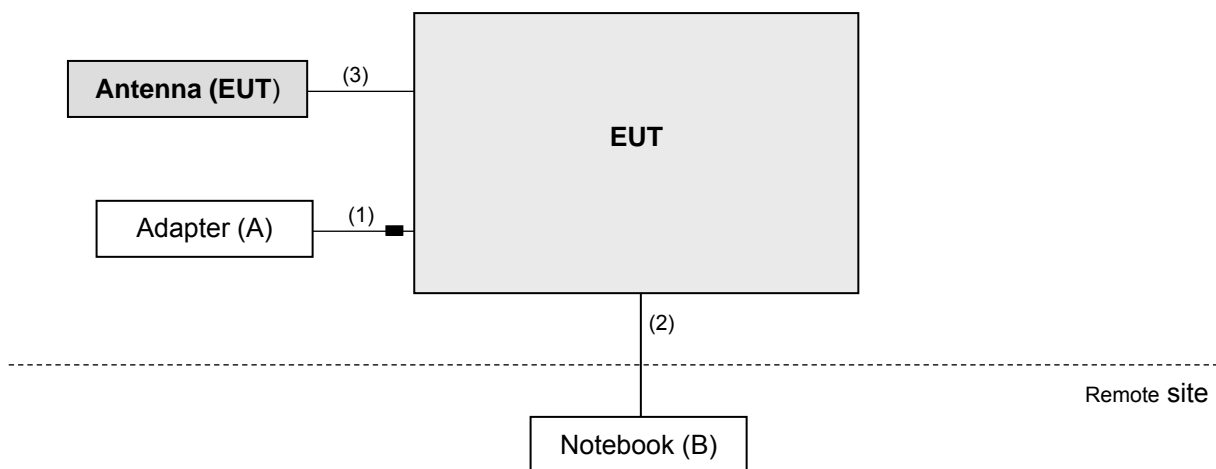 (3)
Antenna (EUT)
EUT
(1)
Adapter (A)
(2)
Remote site
Notebook (B)